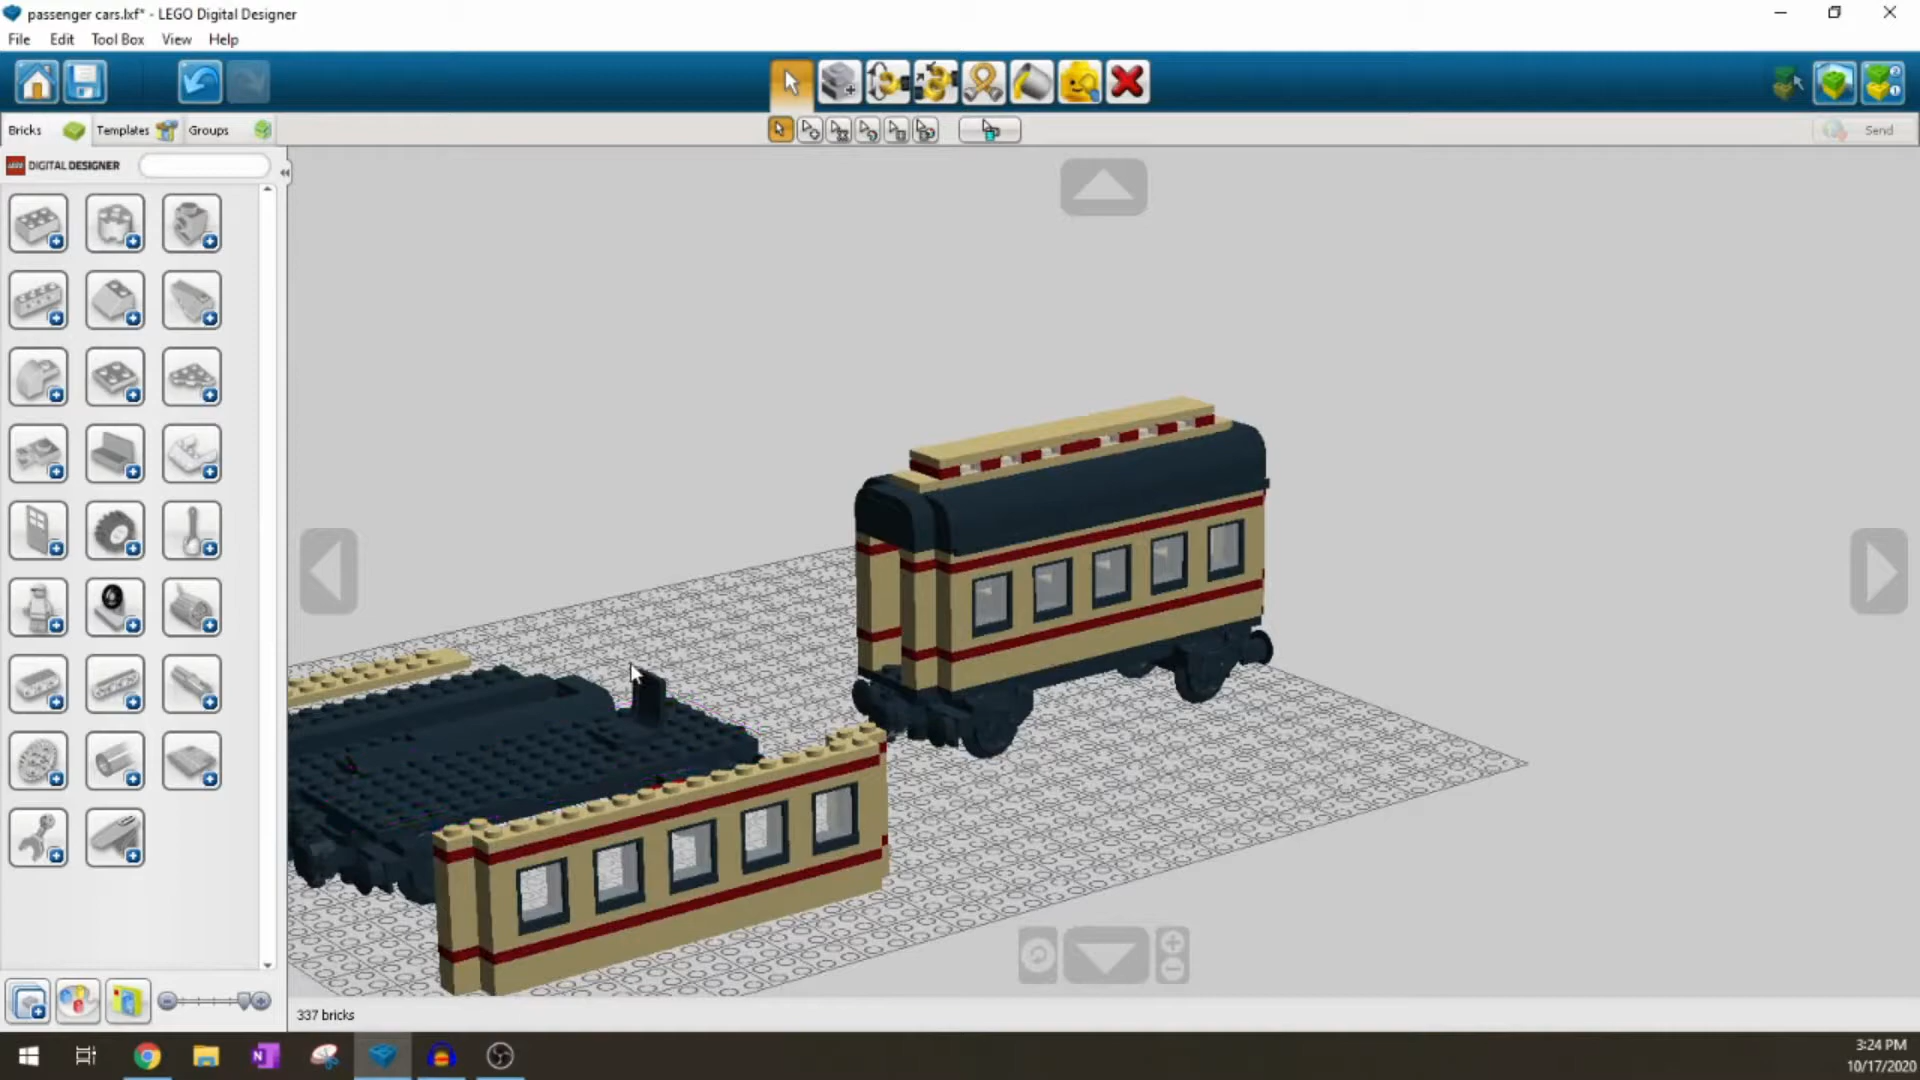 passenger cars.lxf* - LEGO Digital Designer
File Edit Tool Box View Help
Bricks Templates Groups
Send
LEGO DIGITAL DESIGNER
337 bricks
3:24 PM
10/17/2020